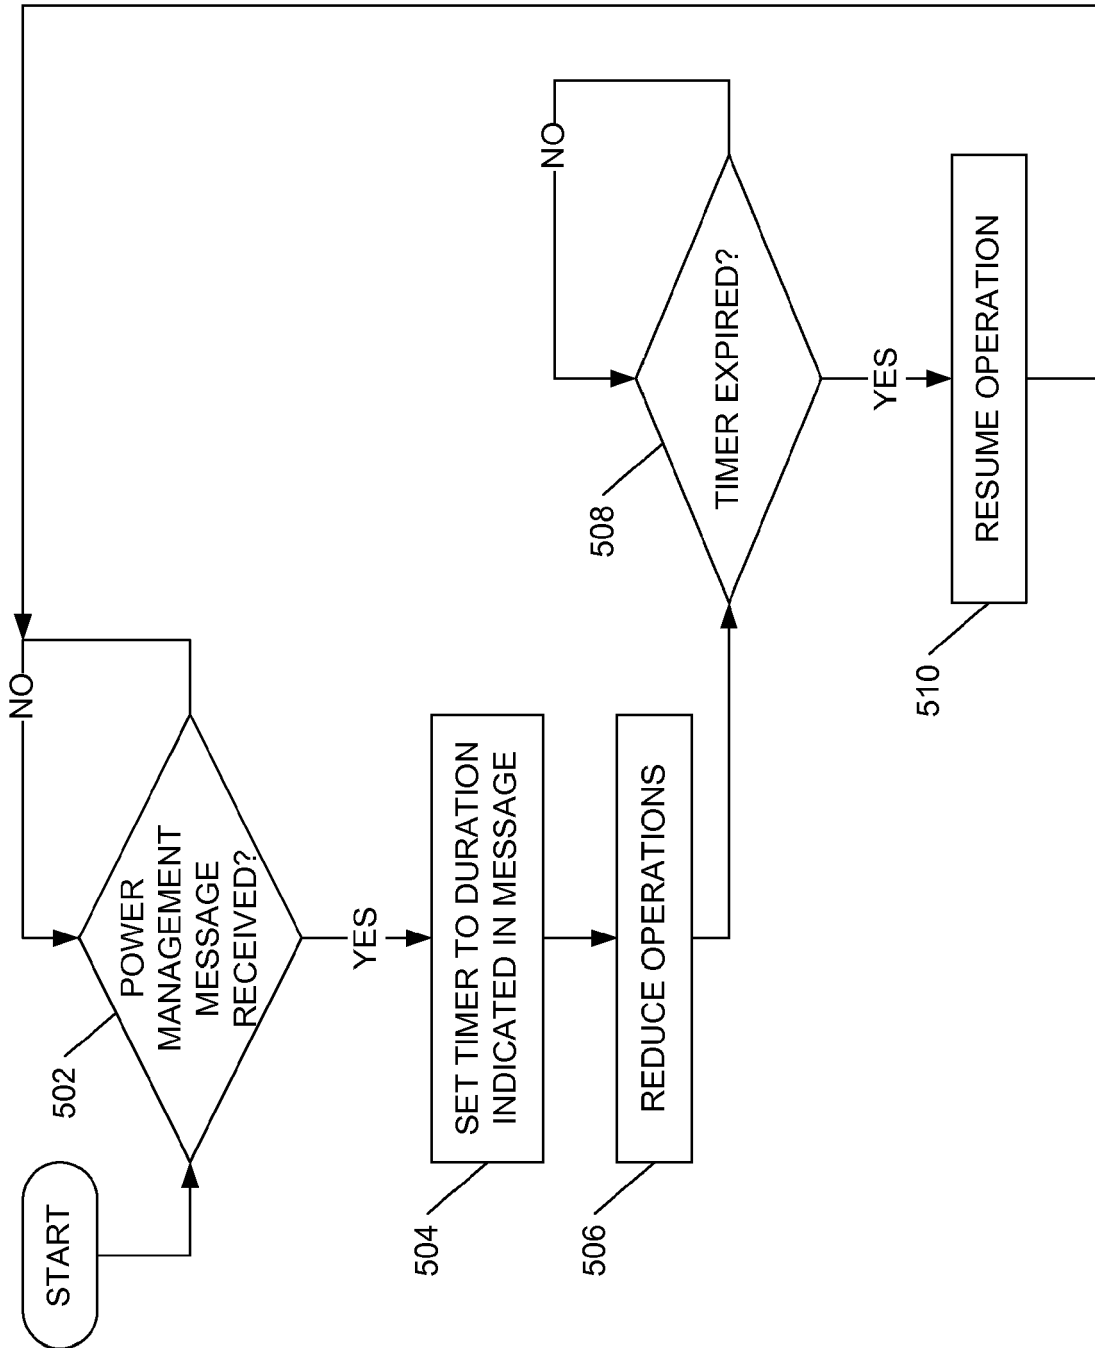 START
502
POWER
MANAGEMENT
MESSAGE
RECEIVED?
NO
YES
504
SET TIMER TO DURATION
INDICATED IN MESSAGE
506
REDUCE OPERATIONS
508
TIMER EXPIRED?
NO
YES
510
RESUME OPERATION